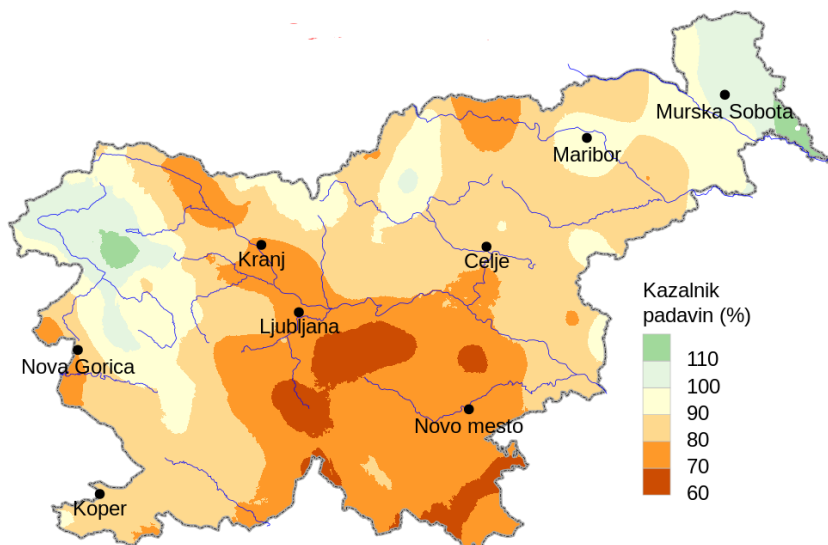 Murska Sobota
Maribor
Kranj
Celje
Kazalnik
padavin (%)
Ljubljana
110
Nova Gorica
100
90
Novo mesto
80
70
Koper
60